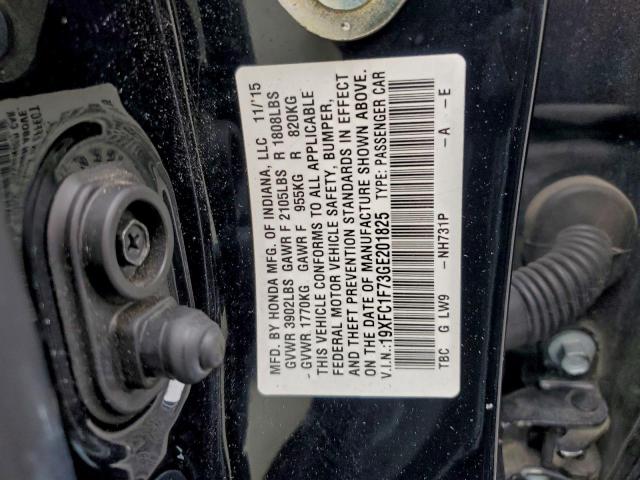 MFD. BY HONDA MFG. OF INDIANA, LLC 11/'15
GVWR 3902LBS GAWR F 2105LBS R 1808LBS
- GVWR 1770KG GAWR F 955KG R 820KG
THIS VEHICLE CONFORMS TO ALL APPLICABLE
FEDERAL MOTOR VEHICLE SAFETY, BUMPER,
AND THEFT PREVENTION STANDARDS IN EFFECT
ON THE DATE OF MANUFACTURE SHOWN ABOVE.
V.I.N.:19XFC1F73GE201825 TYPE: PASSENGER CAR
TBC G LW9 -NH731P -A -E